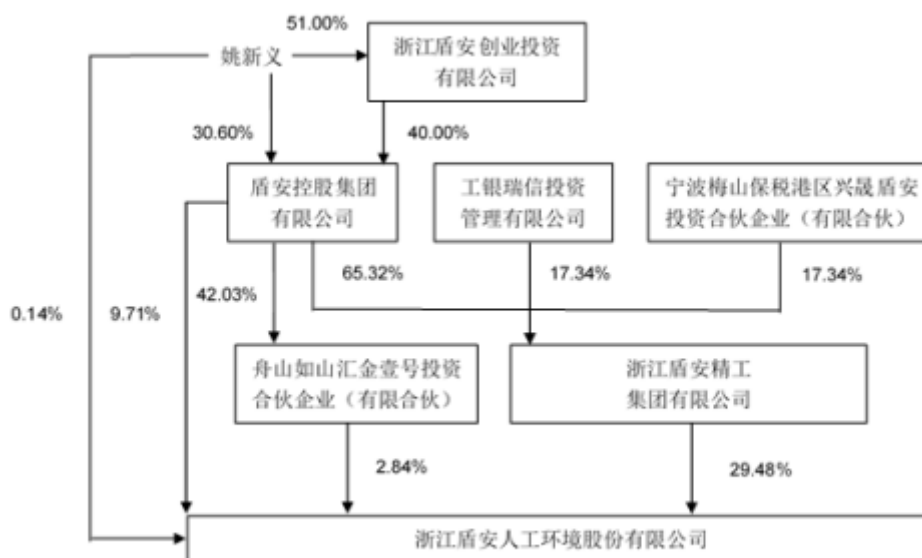 51.00%
姚新义
浙江盾安创业投资
有限公司
30.60%
40.00%
盾安控股集团
有限公司
工银瑞信投资
管理有限公司
宁波梅山保税港区兴晟盾安
投资合伙企业（有限合伙）
0.14%
9.71%
42.03%
65.32%
17.34%
17.34%
舟山如山汇金壹号投资
合伙企业（有限合伙）
浙江盾安精工
集团有限公司
2.84%
29.48%
浙江盾安人工环境股份有限公司